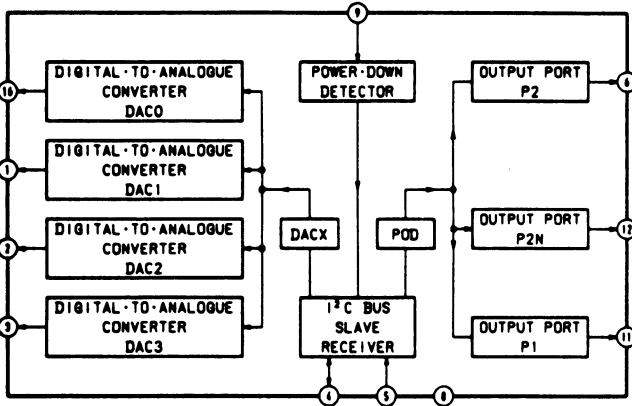 9
DIGITAL·TO·ANALOGUE
CONVERTER
DAC0
16
POWER·DOWN
DETECTOR
OUTPUT PORT
P2
6
DIGITAL·TO·ANALOGUE
CONVERTER
DAC1
1
DIGITAL·TO·ANALOGUE
CONVERTER
DAC2
2
DACX
POD
OUTPUT PORT
P2N
12
DIGITAL·TO·ANALOGUE
CONVERTER
DAC3
3
I²C BUS
SLAVE
RECEIVER
OUTPUT PORT
P1
11
4
5
8